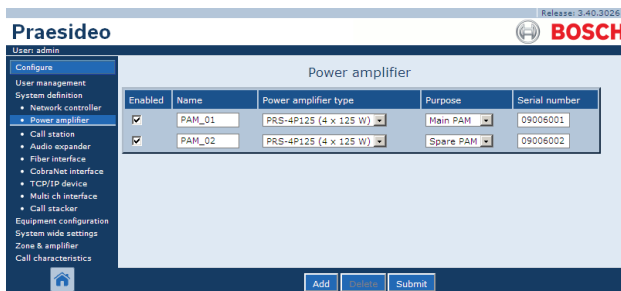 Release: 3.40.3026
Praesideo
BOSCH
User: admin
Configure
Power amplifier
User management
System definition
• Network controller
• Power amplifier
• Call station
• Audio expander
• Fiber interface
• CobraNet interface
• TCP/IP device
• Multi ch interface
• Call stacker
Equipment configuration
System wide settings
Zone & amplifier
Call characteristics
Enabled Name Power amplifier type Purpose Serial number
PAM_01 PRS-4P125 (4 x 125 W) Main PAM 09006001
PAM_02 PRS-4P125 (4 x 125 W) Spare PAM 09006002
Add Delete Submit